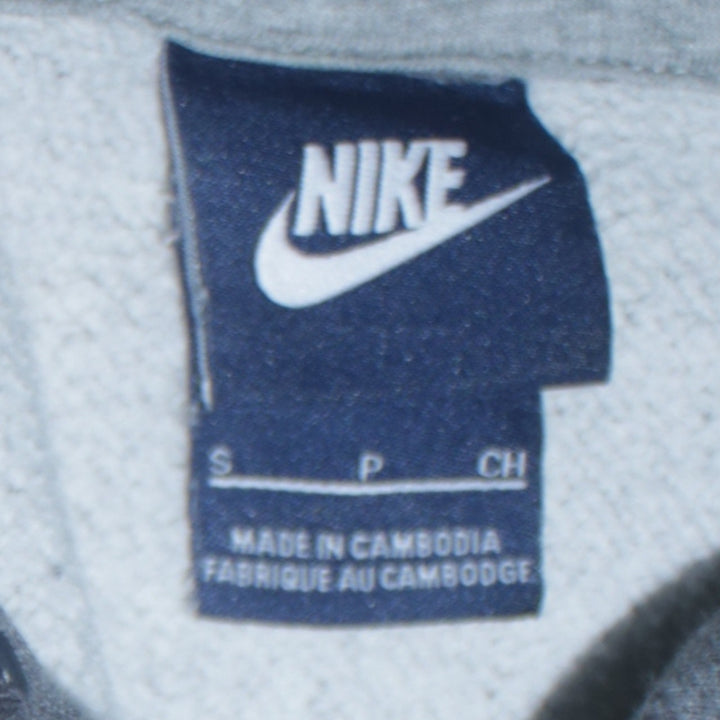 NIKE
S P CH
MADE IN CAMBODIA
FABRIQUE AU CAMBODGE